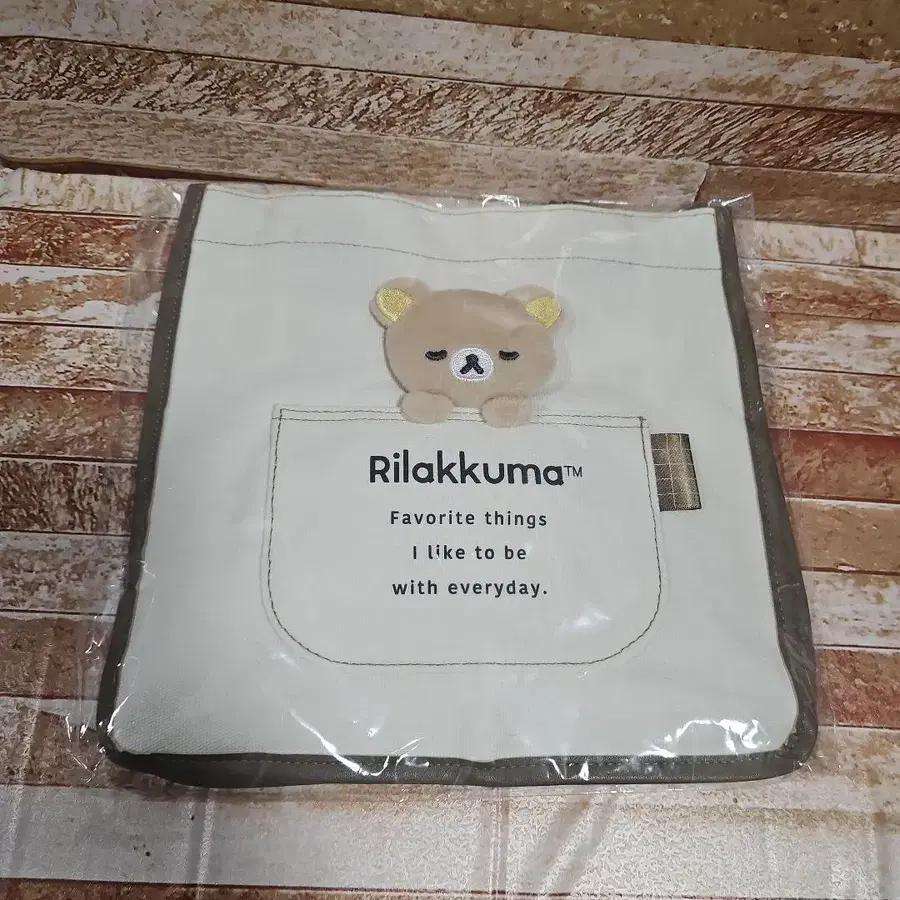 Rilakkuma™
Favorite things
I like to be
with everyday.